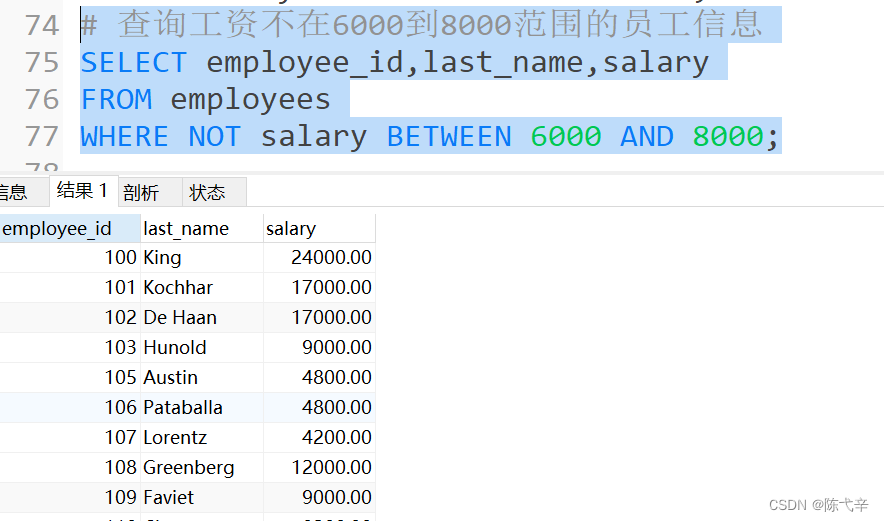 74 # 查询工资不在6000到8000范围的员工信息
75 SELECT employee_id,last_name,salary
76 FROM employees
77 WHERE NOT salary BETWEEN 6000 AND 8000;
信息 结果 1 剖析 状态
employee_id last_name salary
100 King 24000.00
101 Kochhar 17000.00
102 De Haan 17000.00
103 Hunold 9000.00
105 Austin 4800.00
106 Pataballa 4800.00
107 Lorentz 4200.00
108 Greenberg 12000.00
109 Faviet 9000.00
CSDN @陈弋辛